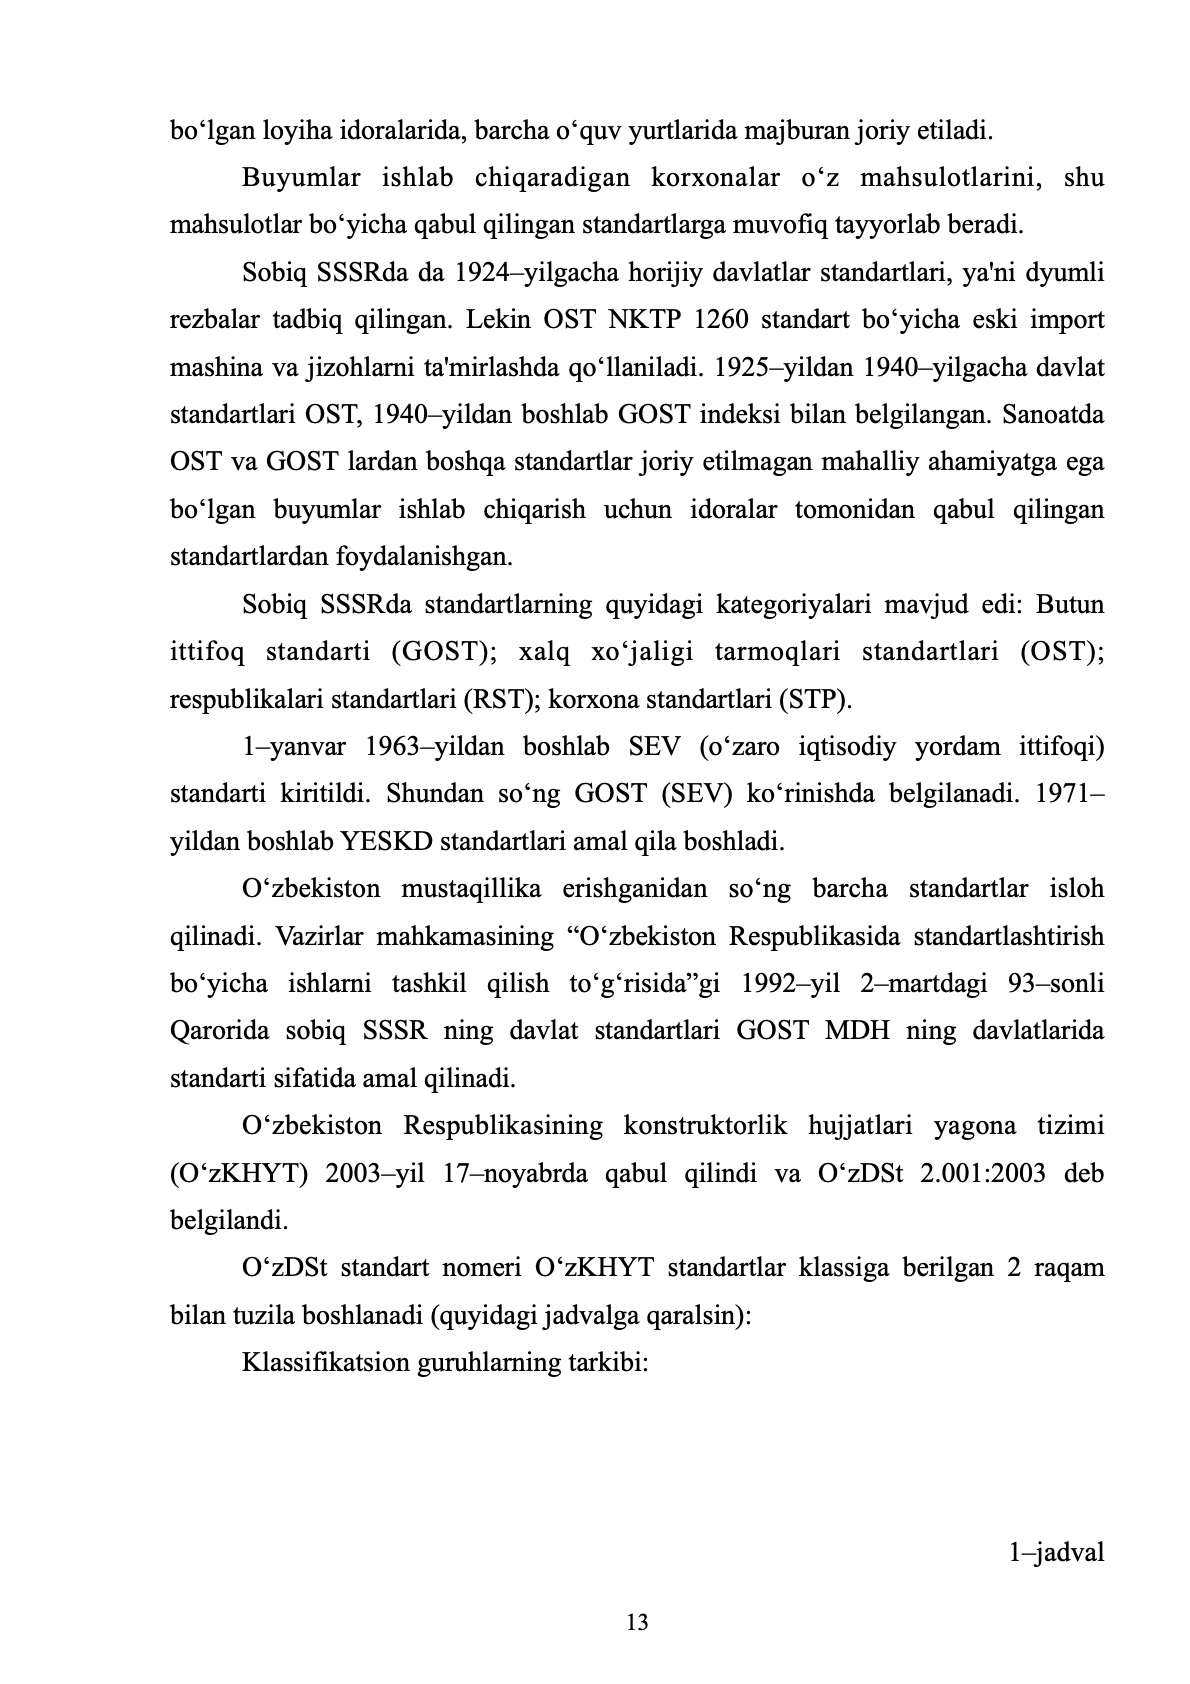 bo‘lgan loyiha idoralarida, barcha o‘quv yurtlarida majburan joriy etiladi.
Buyumlar ishlab chiqaradigan korxonalar o‘z mahsulotlarini, shu
mahsulotlar bo‘yicha qabul qilingan standartlarga muvofiq tayyorlab beradi.
Sobiq SSSRda da 1924–yilgacha horijiy davlatlar standartlari, ya'ni dyumli
rezbalar tadbiq qilingan. Lekin OST NKTP 1260 standart bo‘yicha eski import
mashina va jizohlarni ta'mirlashda qo‘llaniladi. 1925–yildan 1940–yilgacha davlat
standartlari OST, 1940–yildan boshlab GOST indeksi bilan belgilangan. Sanoatda
OST va GOST lardan boshqa standartlar joriy etilmagan mahalliy ahamiyatga ega
bo‘lgan buyumlar ishlab chiqarish uchun idoralar tomonidan qabul qilingan
standartlardan foydalanishgan.
Sobiq SSSRda standartlarning quyidagi kategoriyalari mavjud edi: Butun
ittifoq standarti (GOST); xalq xo‘jaligi tarmoqlari standartlari (OST);
respublikalari standartlari (RST); korxona standartlari (STP).
1–yanvar 1963–yildan boshlab SEV (o‘zaro iqtisodiy yordam ittifoqi)
standarti kiritildi. Shundan so‘ng GOST (SEV) ko‘rinishda belgilanadi. 1971–
yildan boshlab YESKD standartlari amal qila boshladi.
O‘zbekiston mustaqillika erishganidan so‘ng barcha standartlar isloh
qilinadi. Vazirlar mahkamasining “O‘zbekiston Respublikasida standartlashtirish
bo‘yicha ishlarni tashkil qilish to‘g‘risida”gi 1992–yil 2–martdagi 93–sonli
Qarorida sobiq SSSR ning davlat standartlari GOST MDH ning davlatlarida
standarti sifatida amal qilinadi.
O‘zbekiston Respublikasining konstruktorlik hujjatlari yagona tizimi
(O‘zKHYT) 2003–yil 17–noyabrda qabul qilindi va O‘zDSt 2.001:2003 deb
belgilandi.
O‘zDSt standart nomeri O‘zKHYT standartlar klassiga berilgan 2 raqam
bilan tuzila boshlanadi (quyidagi jadvalga qaralsin):
Klassifikatsion guruhlarning tarkibi:
1–jadval
13